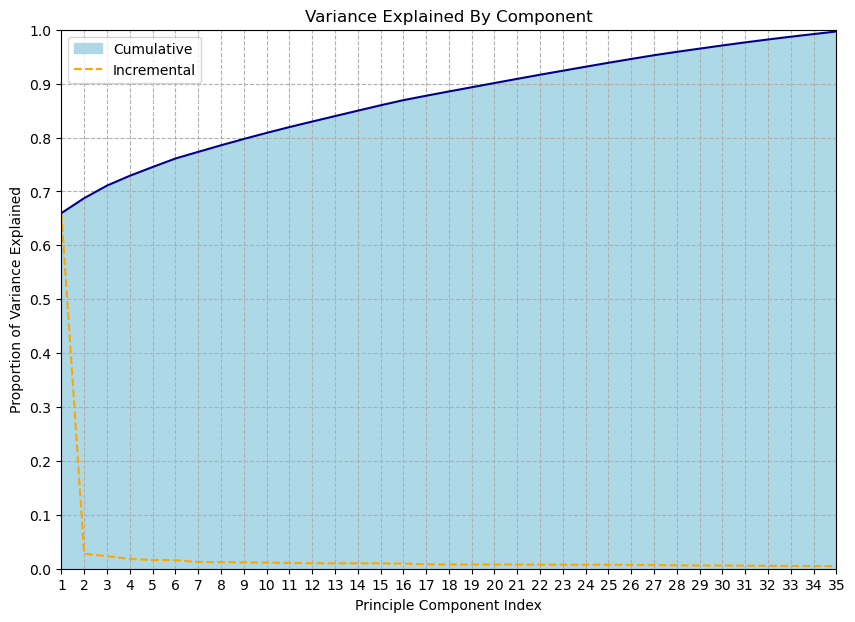 Variance Explained By Component
Cumulative
Incremental
Proportion of Variance Explained
1.0
0.9
0.8
0.7
0.6
0.5
0.4
0.3
0.2
0.1
0.0
1 2 3 4 5 6 7 8 9 10 11 12 13 14 15 16 17 18 19 20 21 22 23 24 25 26 27 28 29 30 31 32 33 34 35
Principle Component Index